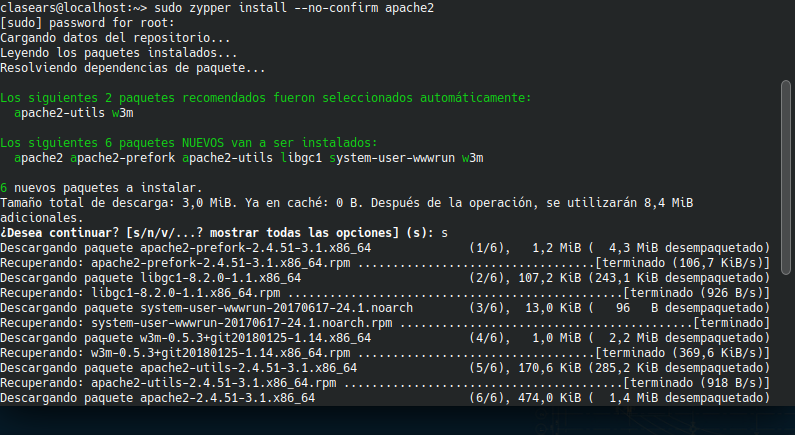 clasears@localhost:~> sudo zypper install --no-confirm apache2
[sudo] password for root:
Cargando datos del repositorio...
Leyendo los paquetes instalados...
Resolviendo dependencias de paquete...
Los siguientes 2 paquetes recomendados fueron seleccionados automáticamente:
apache2-utils w3m
Los siguientes 6 paquetes NUEVOS van a ser instalados:
apache2 apache2-prefork apache2-utils libgc1 system-user-wwwrun w3m
6 nuevos paquetes a instalar.
Tamaño total de descarga: 3,0 MiB. Ya en caché: 0 B. Después de la operación, se utilizarán 8,4 MiB
adicionales.
¿Desea continuar? [s/n/v/...? mostrar todas las opciones] (s): s
Descargando paquete apache2-prefork-2.4.51-3.1.x86_64 (1/6), 1,2 MiB ( 4,3 MiB desempaquetado)
Recuperando: apache2-prefork-2.4.51-3.1.x86_64.rpm ................................[terminado (106,7 KiB/s)]
Descargando paquete libgc1-8.2.0-1.1.x86_64 (2/6), 107,2 KiB (243,1 KiB desempaquetado)
Recuperando: libgc1-8.2.0-1.1.x86_64.rpm ..............................................[terminado (926 B/s)]
Descargando paquete system-user-wwwrun-20170617-24.1.noarch (3/6), 13,0 KiB ( 96 B desempaquetado)
Recuperando: system-user-wwwrun-20170617-24.1.noarch.rpm ........................................[terminado]
Descargando paquete w3m-0.5.3+git20180125-1.14.x86_64 (4/6), 1,0 MiB ( 2,2 MiB desempaquetado)
Recuperando: w3m-0.5.3+git20180125-1.14.x86_64.rpm ................................[terminado (369,6 KiB/s)]
Descargando paquete apache2-utils-2.4.51-3.1.x86_64 (5/6), 170,6 KiB (285,2 KiB desempaquetado)
Recuperando: apache2-utils-2.4.51-3.1.x86_64.rpm ......................................[terminado (918 B/s)]
Descargando paquete apache2-2.4.51-3.1.x86_64 (6/6), 474,0 KiB ( 1,4 MiB desempaquetado)